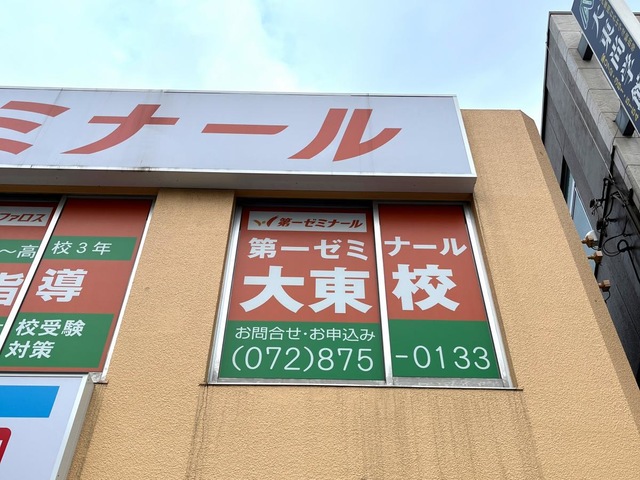 ミナール
ファロス
～高校3年
指導
校受験
対策
第一ゼミナール
第一ゼミナール
大東校
お問合せ・お申込み
(072)875-0133